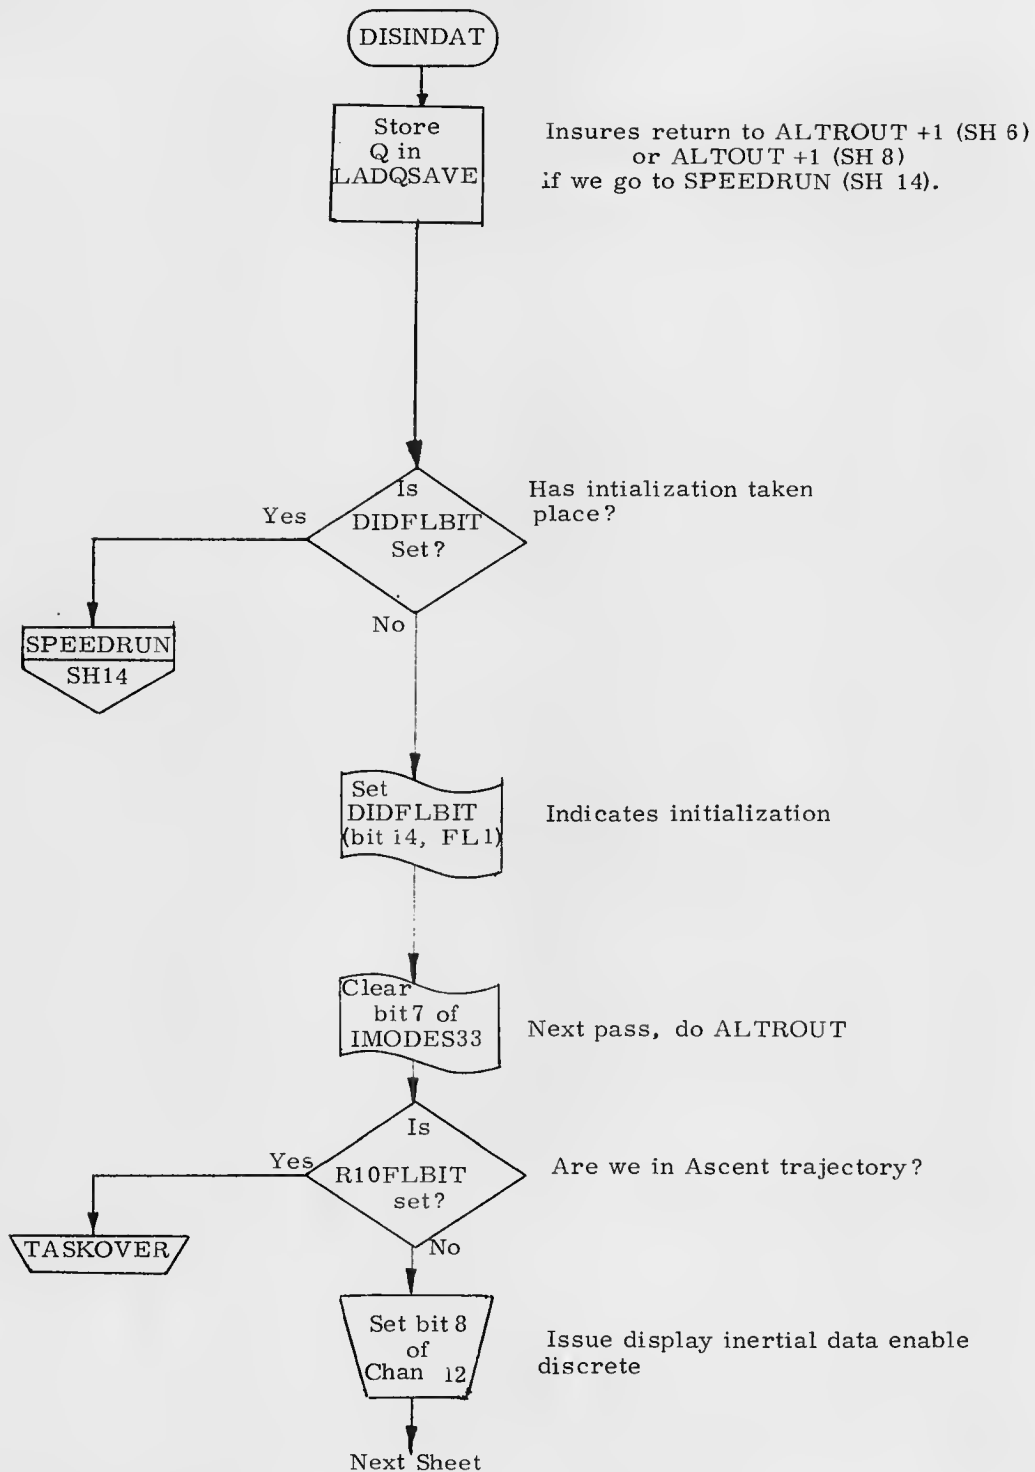 DISINDAT
Store
Q in
LADQSAVE
Insures return to ALTROUT +1 (SH 6)
or ALTOUT +1 (SH 8)
if we go to SPEEDRUN (SH 14).
Is
DIDFLBIT
Set?
Has intialization taken
place?
Yes
No
SPEEDRUN
SH14
Set
DIDFLBIT
(bit 14, FL1)
Indicates initialization
Clear
bit7 of
IMODES33
Next pass, do ALTROUT
Is
R10FLBIT
set?
Yes
Are we in Ascent trajectory?
TASKOVER
No
Set bit 8
of
Chan 12
Issue display inertial data enable
discrete
Next Sheet